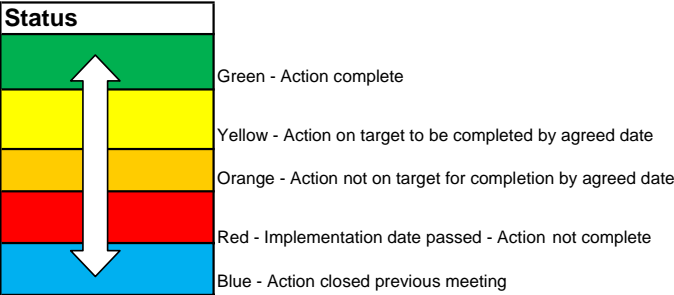 Status
Green - Action complete
Yellow - Action on target to be completed by agreed date
Orange - Action not on target for completion by agreed date
Red - Implementation date passed - Action not complete
Blue - Action closed previous meeting